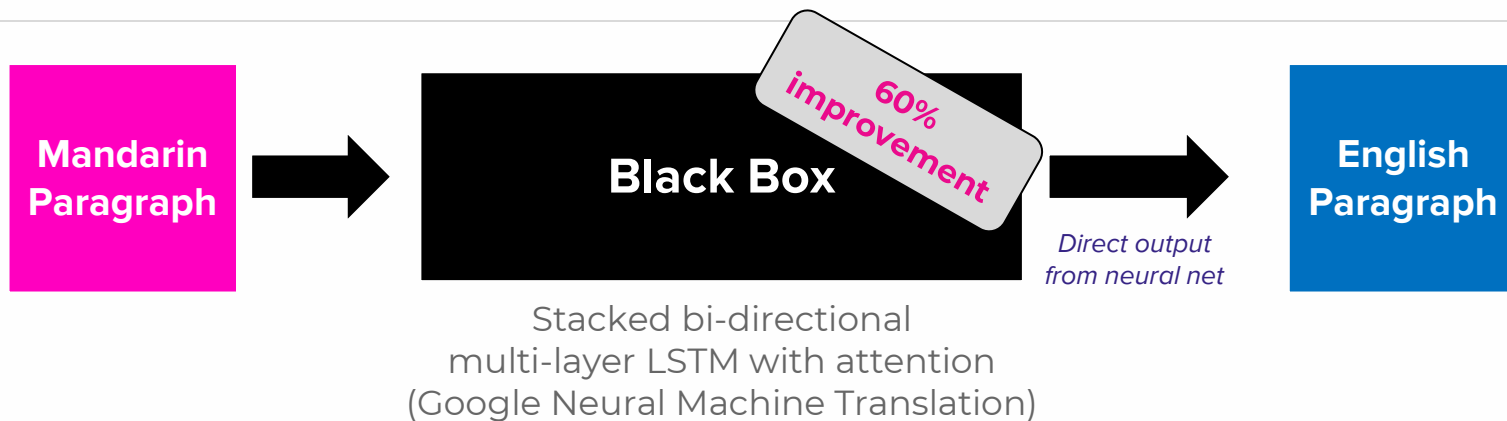 Mandarin
Paragraph
Black Box
60%
improvement
Direct output
from neural net
English
Paragraph
Stacked bi-directional
multi-layer LSTM with attention
(Google Neural Machine Translation)